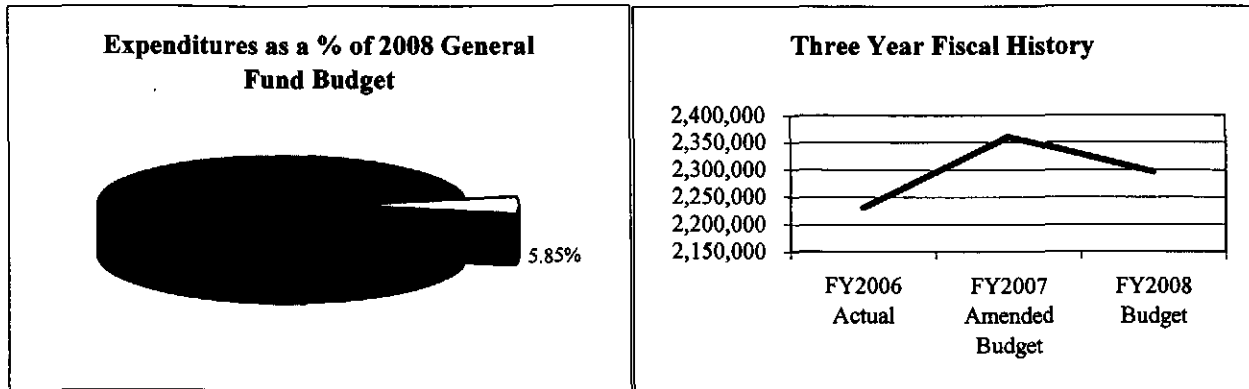 Expenditures as a % of 2008 General
Fund Budget
5.85%
Three Year Fiscal History
2,400,000
2,350,000
2,300,000
2,250,000
2,200,000
2,150,000
FY2006
Actual
FY2007
Amended
Budget
FY2008
Budget